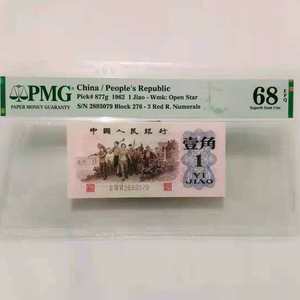 PMG
PAPER MONEY GUARANTY
China / People's Republic
Pick# 877g 1962 1 Jiao - Wmk: Open Star
S/N 2885079 Block 276 - 3 Red R. Numerals
68 EPQ
Superb Gem Unc
中国人民银行
壹角
1
YI
JIAO